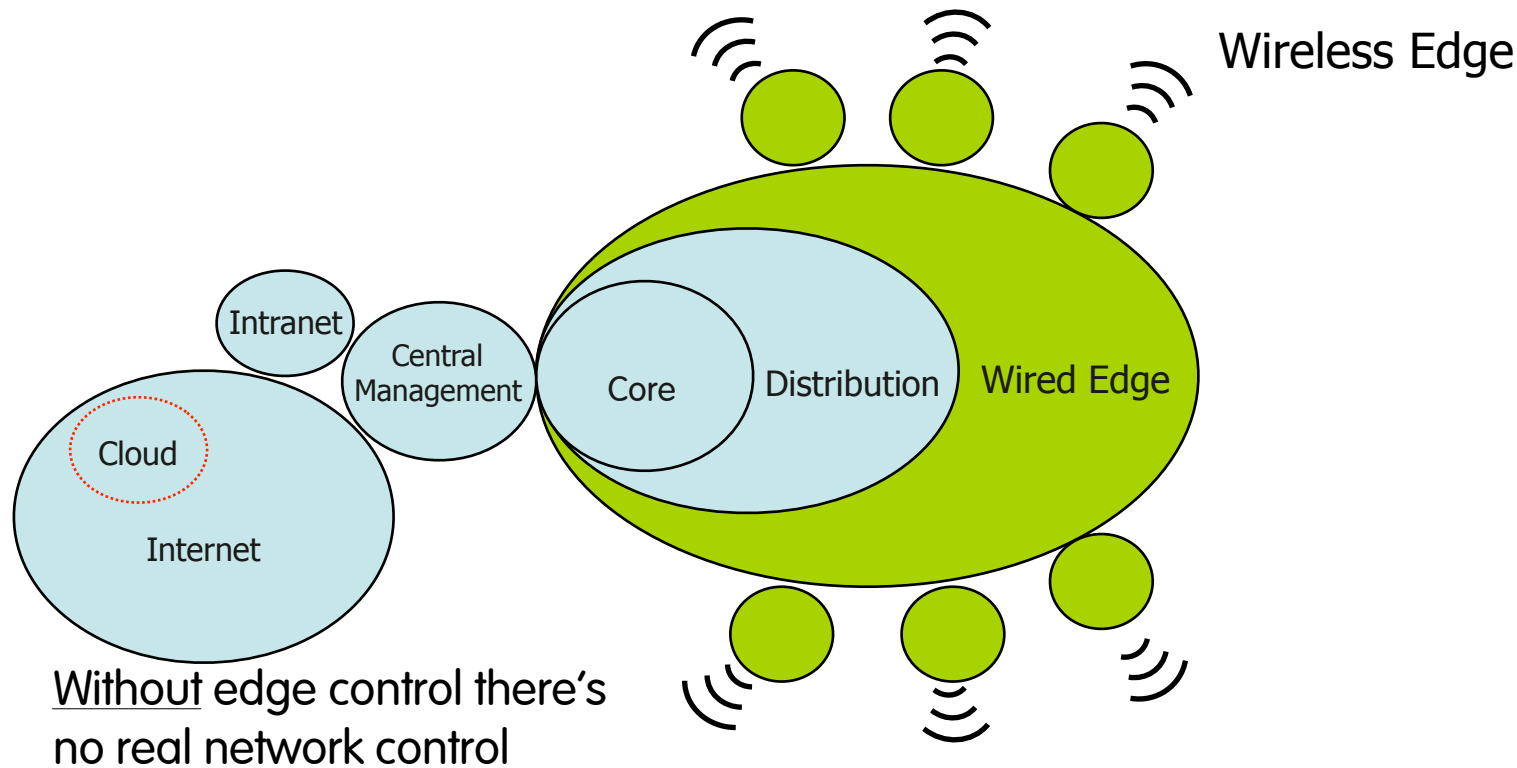 Wireless Edge
Intranet
Central
Management
Core
Distribution
Wired Edge
Cloud
Internet
Without edge control there's
no real network control